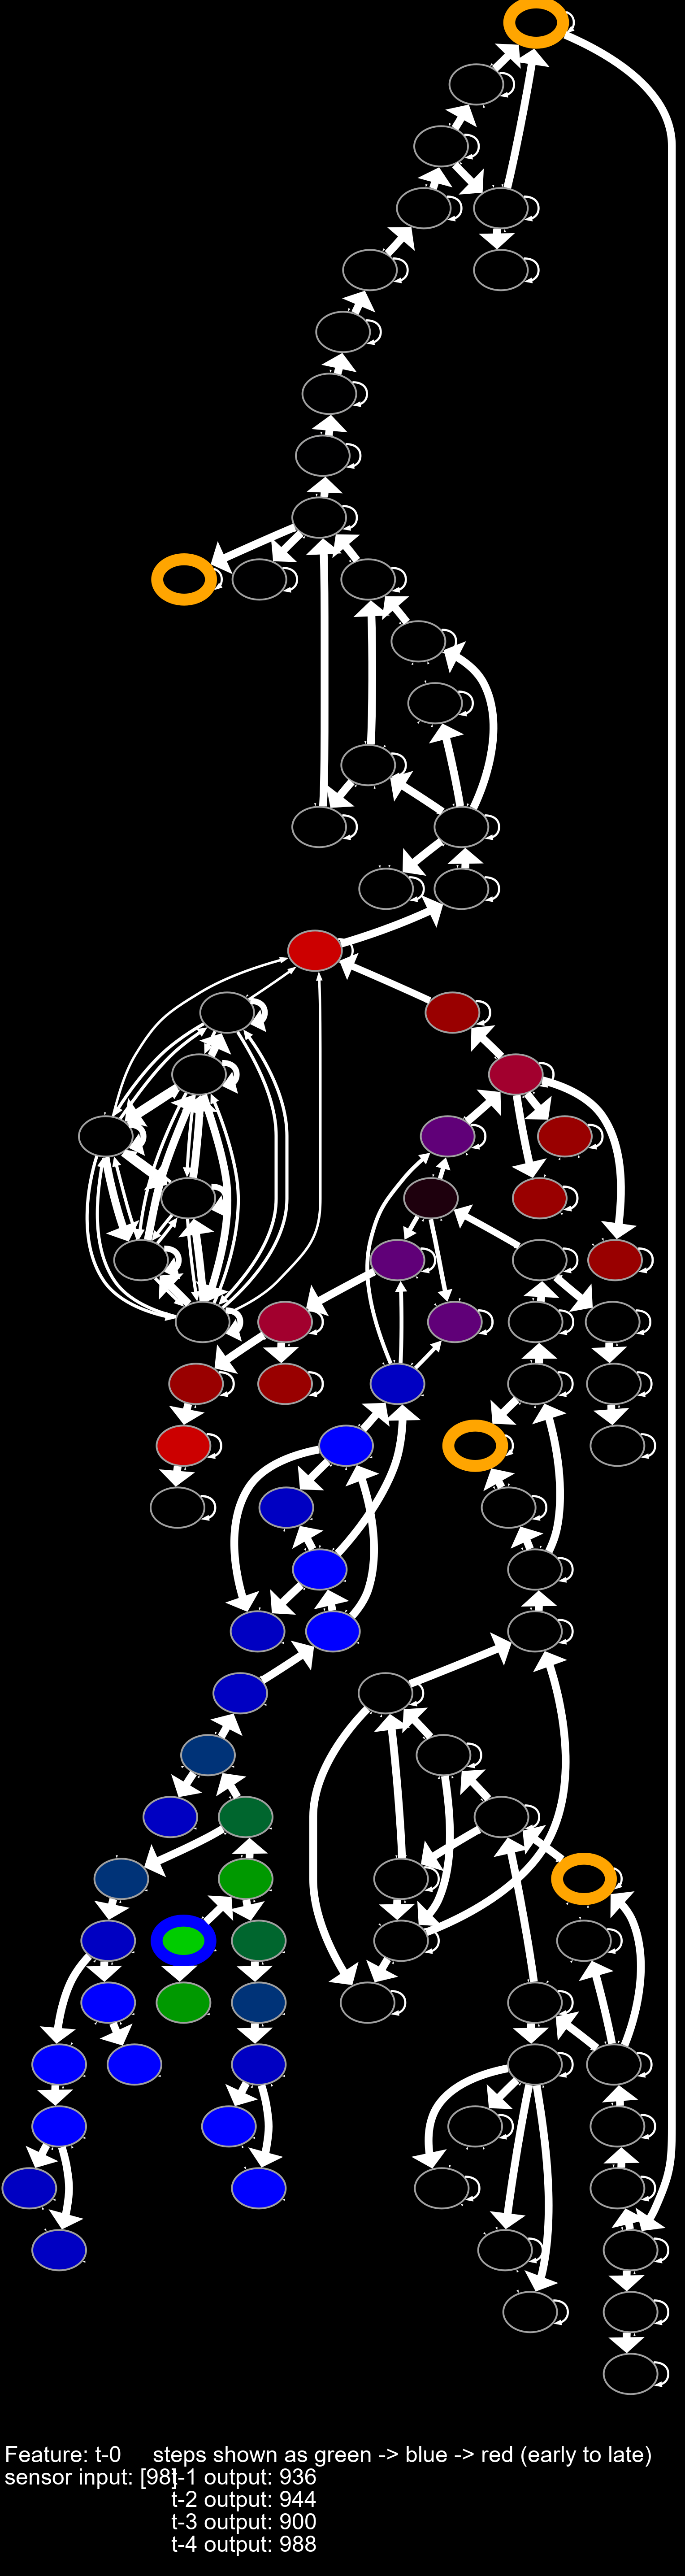 Feature: t-0 steps shown as green -> blue -> red (early to late)
sensor input: [98] t-1 output: 936
t-2 output: 944
t-3 output: 900
t-4 output: 988